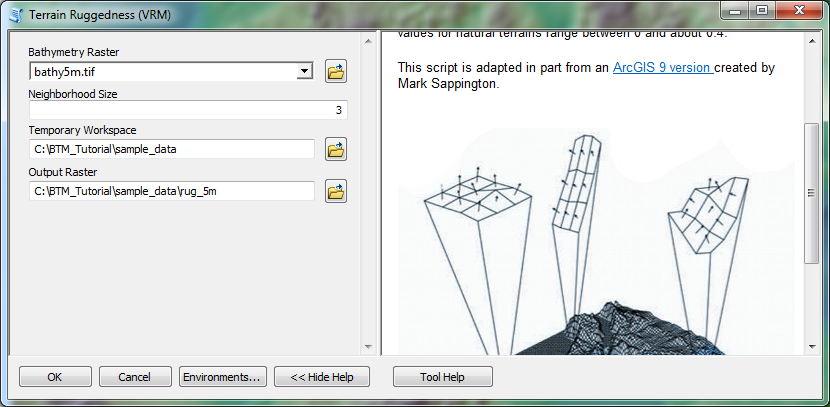 Terrain Ruggedness (VRM)
Bathymetry Raster
bathy5m.tif
Neighborhood Size
3
Temporary Workspace
C:\BTM_Tutorial\sample_data
Output Raster
C:\BTM_Tutorial\sample_data\rug_5m
values for natural terrains range between 0 and about 0.4.
This script is adapted in part from an ArcGIS 9 version created by
Mark Sappington.
OK
Cancel
Environments...
<< Hide Help
Tool Help